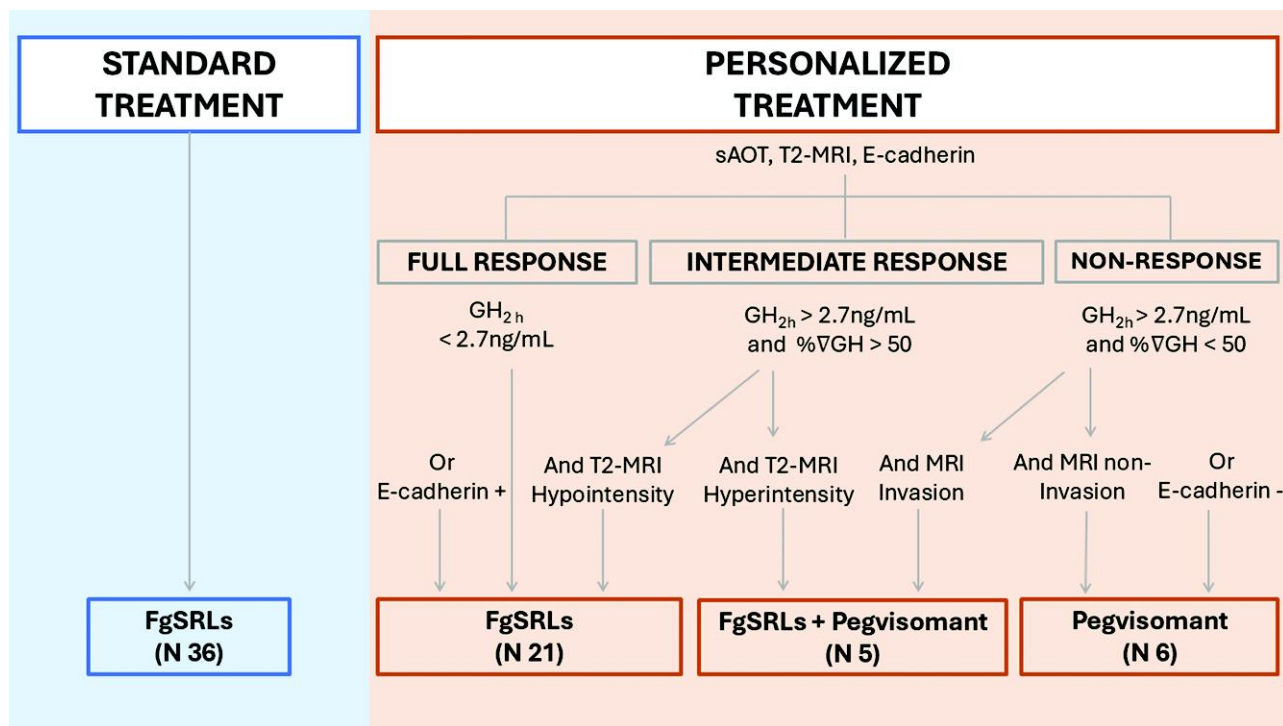 STANDARD
TREATMENT
PERSONALIZED
TREATMENT
sAOT, T2-MRI, E-cadherin
FULL RESPONSE
INTERMEDIATE RESPONSE
NON-RESPONSE
GH2 h
< 2.7ng/mL
GH2h > 2.7ng/mL
and %∇GH > 50
GH2h > 2.7ng/mL
and %∇GH < 50
Or
E-cadherin +
And T2-MRI
Hypointensity
And T2-MRI
Hyperintensity
And MRI
Invasion
And MRI non-
Invasion
Or
E-cadherin -
FgSRLs
(N 36)
FgSRLs
(N 21)
FgSRLs + Pegvisomant
(N 5)
Pegvisomant
(N 6)